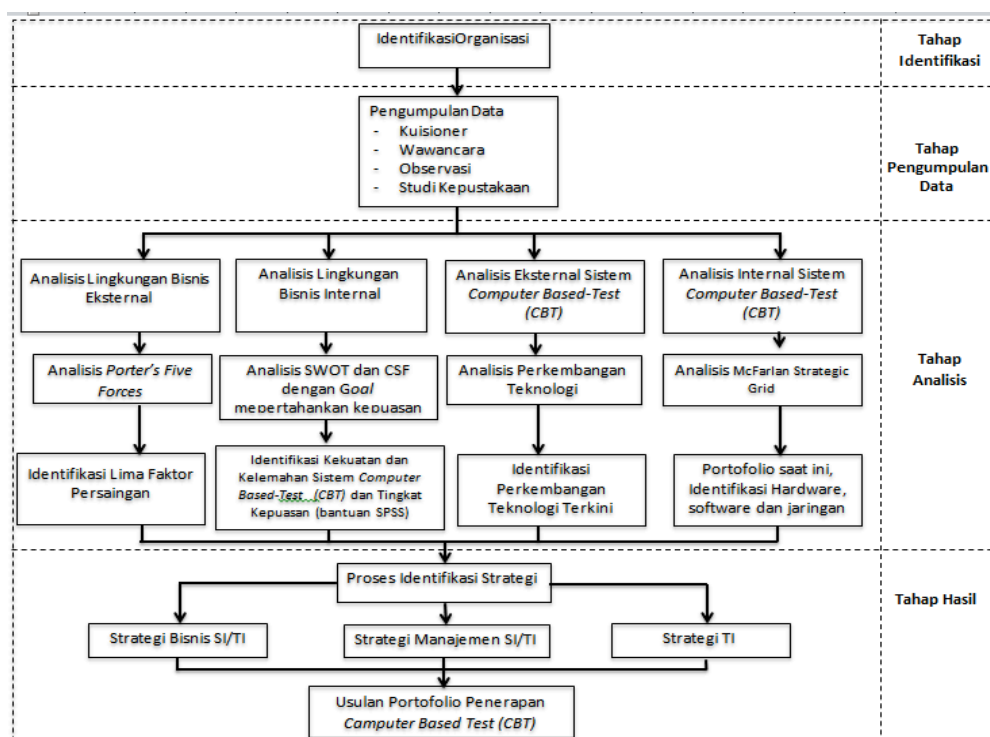 IdentifikasiOrganisasi
Tahap
Identifikasi
Pengumpulan Data
- Kuisioner
- Wawancara
- Observasi
- Studi Kepustakaan
Tahap
Pengumpulan
Data
Analisis Lingkungan Bisnis
Eksternal
Analisis Lingkungan
Bisnis Internal
Analisis Eksternal Sistem
Computer Based-Test
(CBT)
Analisis Internal Sistem
Computer Based-Test
(CBT)
Analisis Porter's Five
Forces
Analisis SWOT dan CSF
dengan Goal
mepertahankan kepuasan
Analisis Perkembangan
Teknologi
Analisis McFarlan Strategic
Grid
Tahap
Analisis
Identifikasi Lima Faktor
Persaingan
Identifikasi Kekuatan dan
Kelemahan Sistem Computer
Based-Test (CBT) dan Tingkat
Kepuasan (bantuan SPSS)
Identifikasi
Perkembangan
Teknologi Terkini
Portofolio saat ini,
Identifikasi Hardware,
software dan jaringan
Proses Identifikasi Strategi
Tahap Hasil
Strategi Bisnis SI/TI
Strategi Manajemen SI/TI
Strategi TI
Usulan Portofolio Penerapan
Camputer Based Test (CBT)